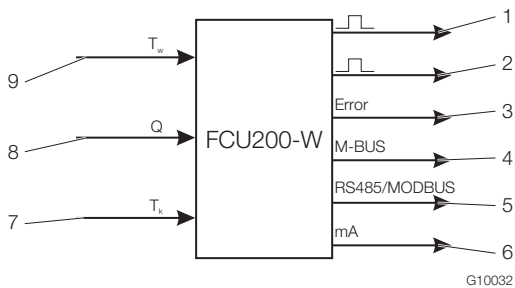 1
T_w
2
9
Error
3
Q
FCU200-W
M-BUS
8
4
RS485/MODBUS
T_k
5
7
mA
6
G10032